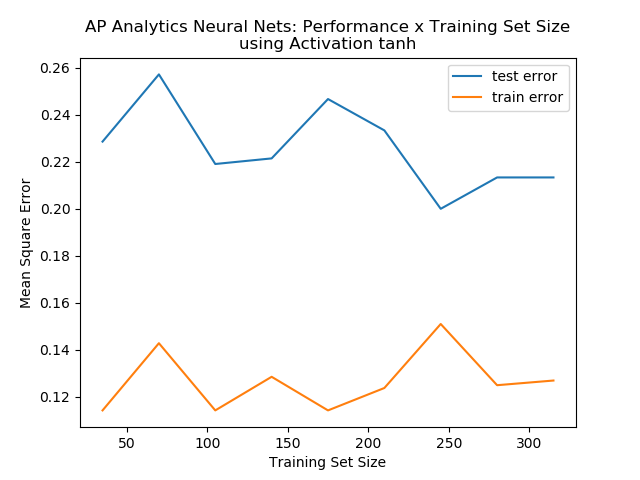 AP Analytics Neural Nets: Performance x Training Set Size
using Activation tanh
test error
train error
Mean Square Error
0.26
0.24
0.22
0.20
0.18
0.16
0.14
0.12
50
100
150
200
250
300
Training Set Size